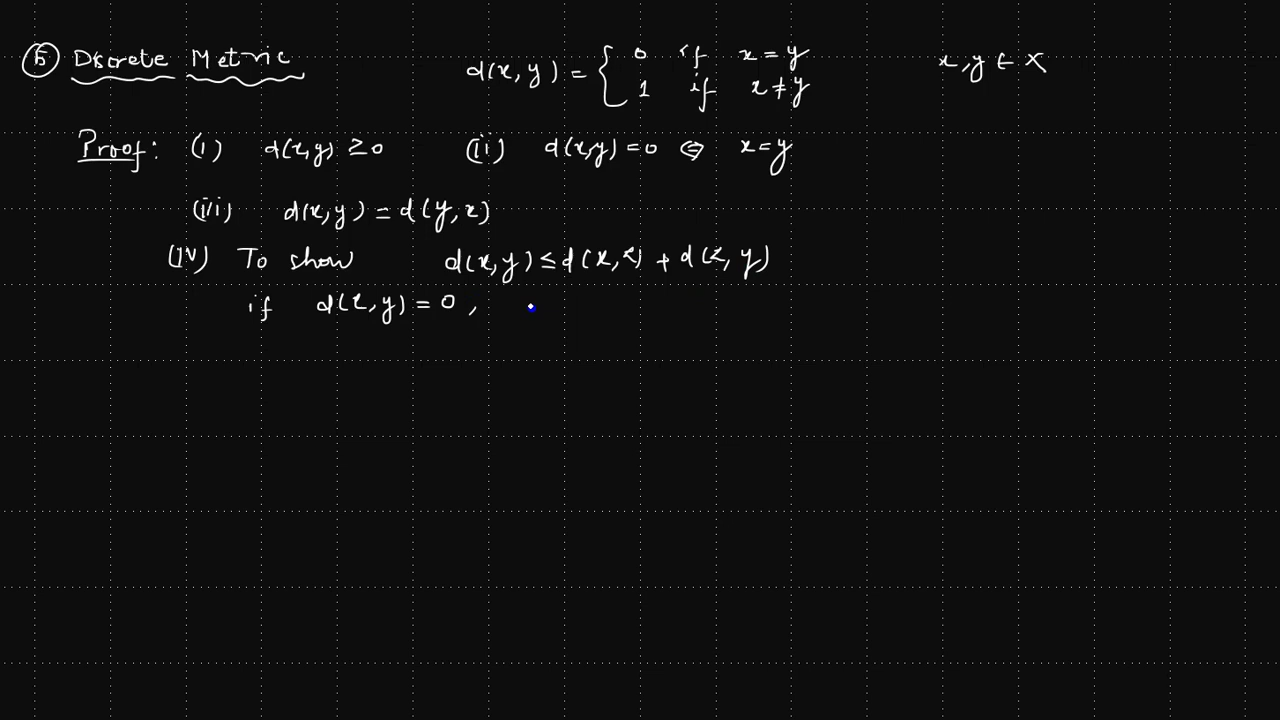 ⑤ Discrete Metric d(x, y) = { 0 if x = y x, y ∈ X
1 if x ≠ y
Proof: (i) d(x,y) ≥ 0 (ii) d(x,y) = 0 ⇔ x = y
(iii) d(x, y) = d(y, x)
(iv) To show d(x, y) ≤ d(x, z) + d(z, y)
if d(x, y) = 0 ,